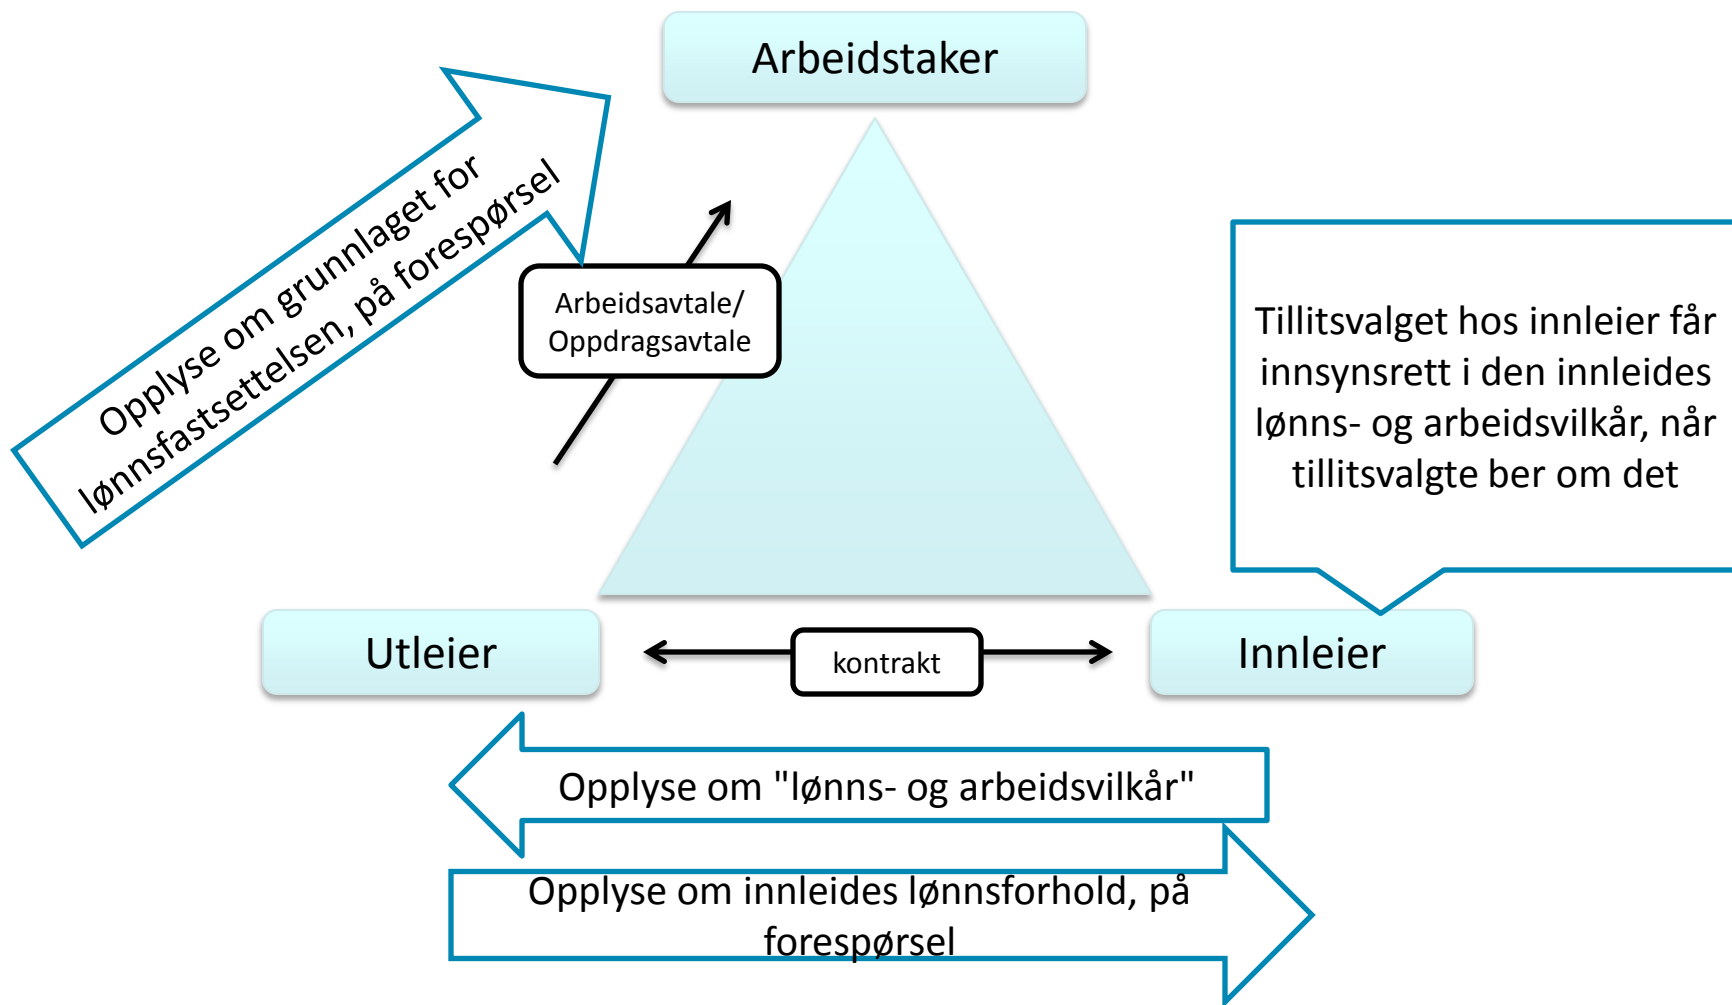 Arbeidstaker
Opplyse om grunnlaget for
lønnsfastsettelsen, på forespørsel
Arbeidsavtale/
Oppdragsavtale
Tillitsvalget hos innleier får
innsynsrett i den innleides
lønns- og arbeidsvilkår, når
tillitsvalgte ber om det
Utleier
kontrakt
Innleier
Opplyse om "lønns- og arbeidsvilkår"
Opplyse om innleides lønnsforhold, på
forespørsel